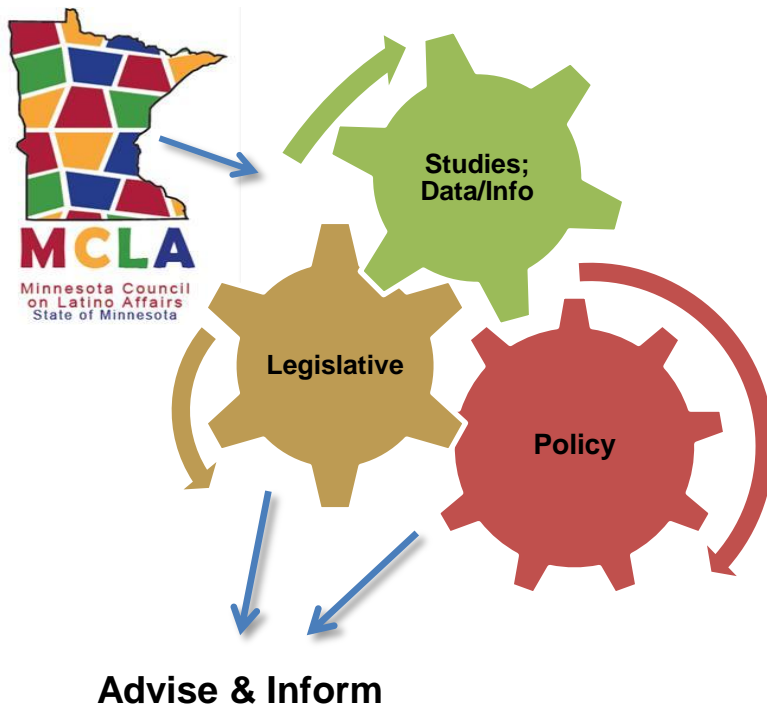 MCLA
Minnesota Council
on Latino Affairs
State of Minnesota
Studies;
Data/Info
Legislative
Policy
Advise & Inform